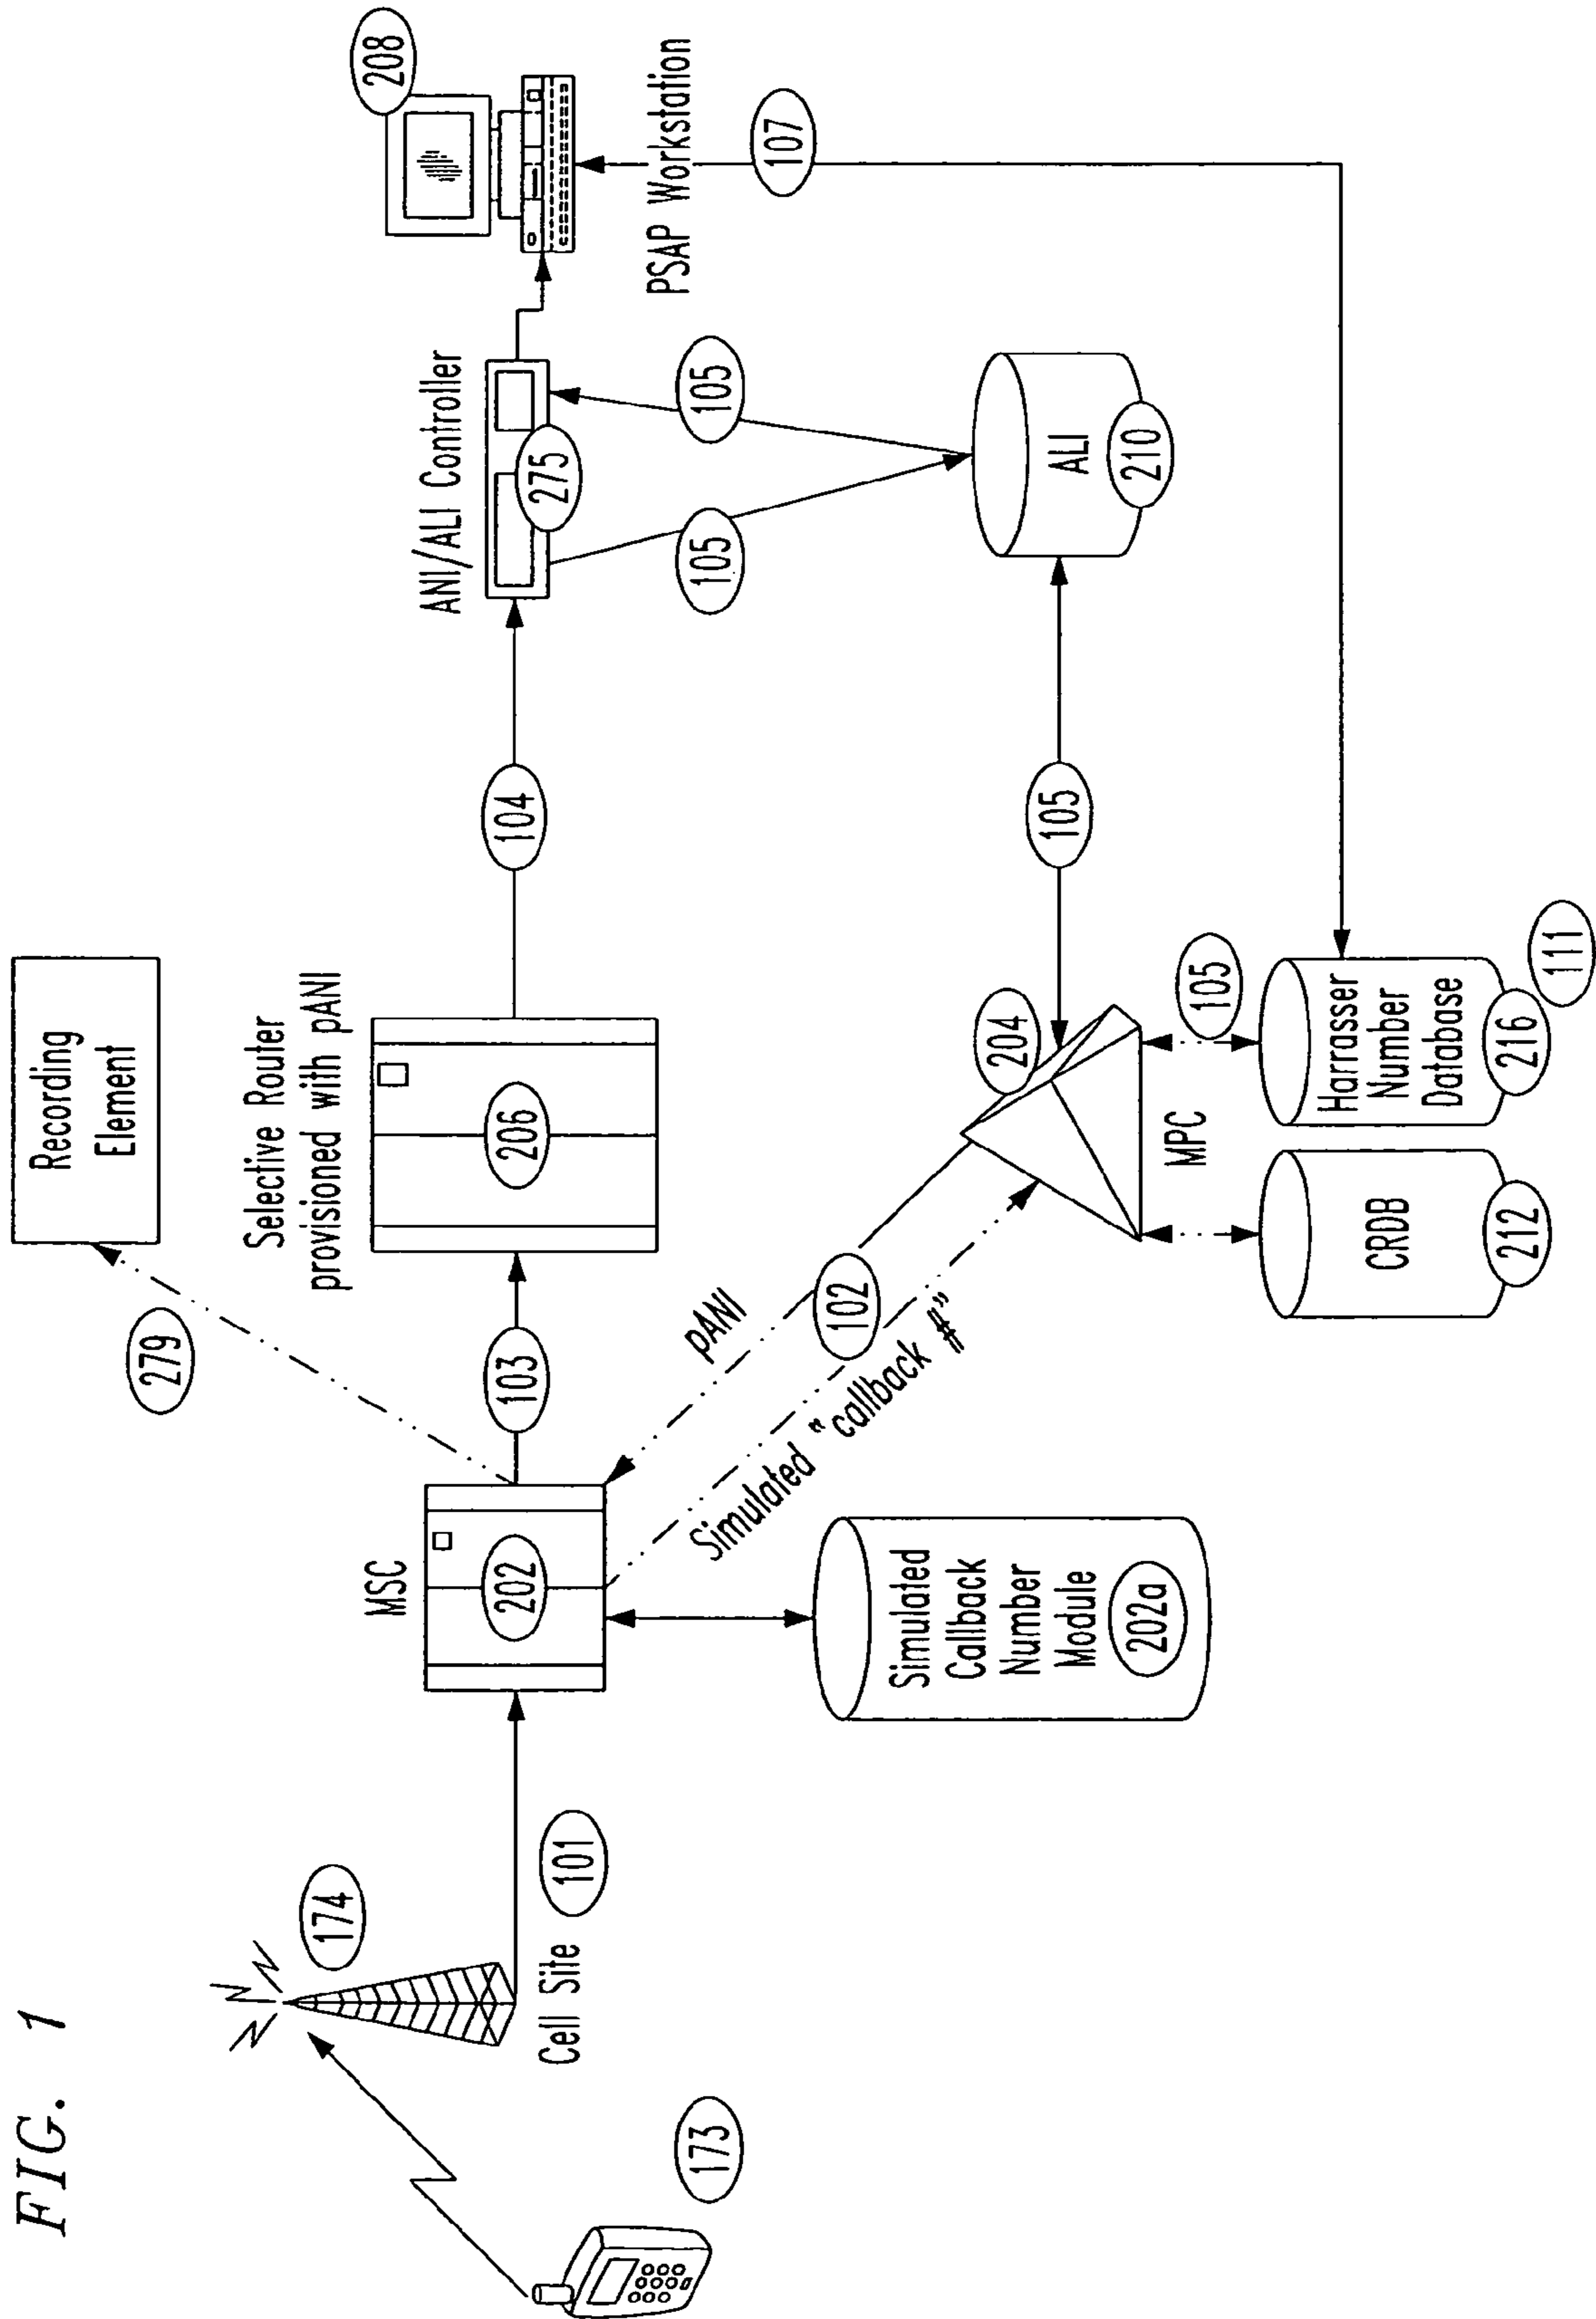 FIG. 1
173
174
Cell Site
101
MSC
202
Simulated
Callback
Number
Module
202a
279
Recording
Element
103
Selective Router
provisioned with pANI
206
pANI
102
Simulated " callback #"
204
MPC
CRDB
212
105
Harrasser
Number
Database
216
111
104
105
ANI/ALI Controller
275
105
105
ALI
210
208
PSAP Workstation
107